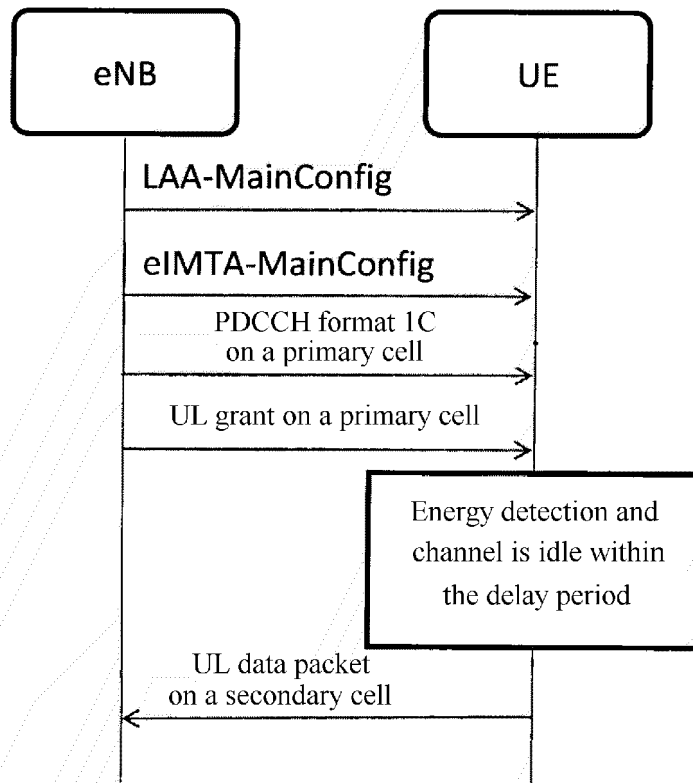 eNB
UE
LAA-MainConfig
eIMTA-MainConfig
PDCCH format 1C
on a primary cell
UL grant on a primary cell
Energy detection and
channel is idle within
the delay period
UL data packet
on a secondary cell